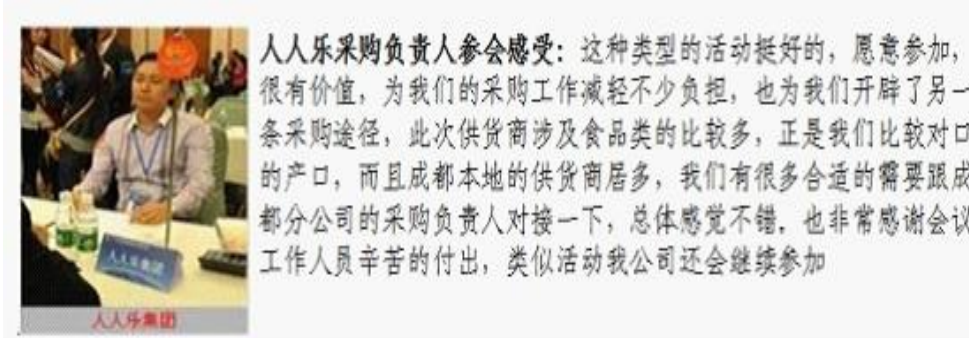 人人乐采购负责人参会感受：这种类型的活动挺好的，愿意参加，
很有价值，为我们的采购工作减轻不少负担，也为我们开辟了另一
条采购途径，此次供货商涉及食品类的比较多，正是我们比较对口
的产口，而且成都本地的供货商居多，我们有很多合适的需要跟成
都分公司的采购负责人对接一下，总体感觉不错。也非常感谢会议
工作人员辛苦的付出，类似活动我公司还会继续参加
人人乐集团
人人乐集团